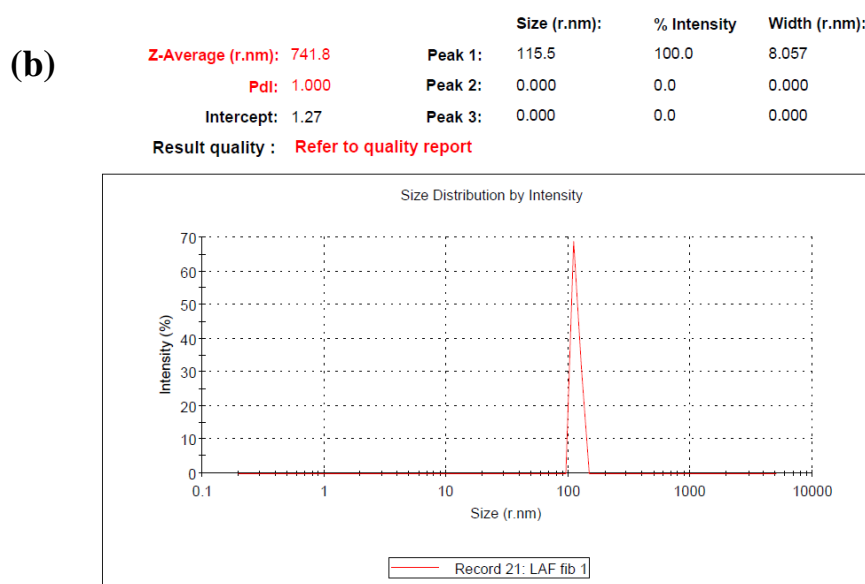 (b)
Size (r.nm): % Intensity Width (r.nm):
Z-Average (r.nm): 741.8 Peak 1: 115.5 100.0 8.057
PdI: 1.000 Peak 2: 0.000 0.0 0.000
Intercept: 1.27 Peak 3: 0.000 0.0 0.000
Result quality : Refer to quality report
Size Distribution by Intensity
Intensity (%)
70
60
50
40
30
20
10
0
0.1 1 10 100 1000 10000
Size (r.nm)
Record 21: LAF fib 1